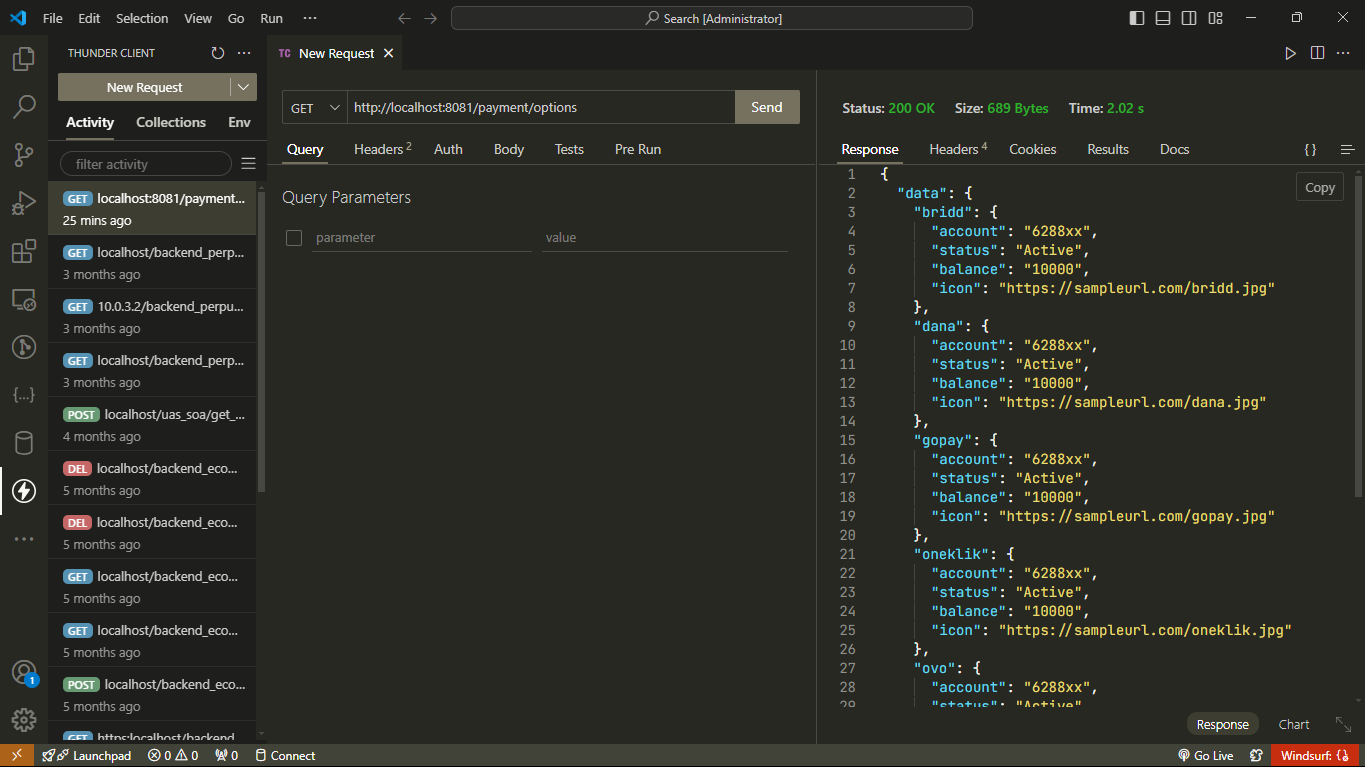 File Edit Selection View Go Run ···
Search [Administrator]
THUNDER CLIENT
New Request
Activity Collections Env
filter activity
GET localhost:8081/payment...
25 mins ago
GET localhost/backend_perp...
3 months ago
GET 10.0.3.2/backend_perpu...
3 months ago
GET localhost/backend_perp...
3 months ago
POST localhost/uas_soa/get_...
4 months ago
DEL localhost/backend_eco...
5 months ago
DEL localhost/backend_eco...
5 months ago
GET localhost/backend_eco...
5 months ago
GET localhost/backend_eco...
5 months ago
POST localhost/backend_eco...
5 months ago
GET https:localhost/backend
TC New Request
GET http://localhost:8081/payment/options Send
Query Headers 2 Auth Body Tests Pre Run
Query Parameters
parameter value
Status: 200 OK Size: 689 Bytes Time: 2.02 s
Response Headers 4 Cookies Results Docs {}
Copy
1 {
2 "data": {
3 "bridd": {
4 "account": "6288xx",
5 "status": "Active",
6 "balance": "10000",
7 "icon": "https://sampleurl.com/bridd.jpg"
8 },
9 "dana": {
10 "account": "6288xx",
11 "status": "Active",
12 "balance": "10000",
13 "icon": "https://sampleurl.com/dana.jpg"
14 },
15 "gopay": {
16 "account": "6288xx",
17 "status": "Active",
18 "balance": "10000",
19 "icon": "https://sampleurl.com/gopay.jpg"
20 },
21 "oneklik": {
22 "account": "6288xx",
23 "status": "Active",
24 "balance": "10000",
25 "icon": "https://sampleurl.com/oneklik.jpg"
26 },
27 "ovo": {
28 "account": "6288xx",
29 "status": "Active"
Response Chart
1
Launchpad 0 0 0 Connect
Go Live Windsurf: {}